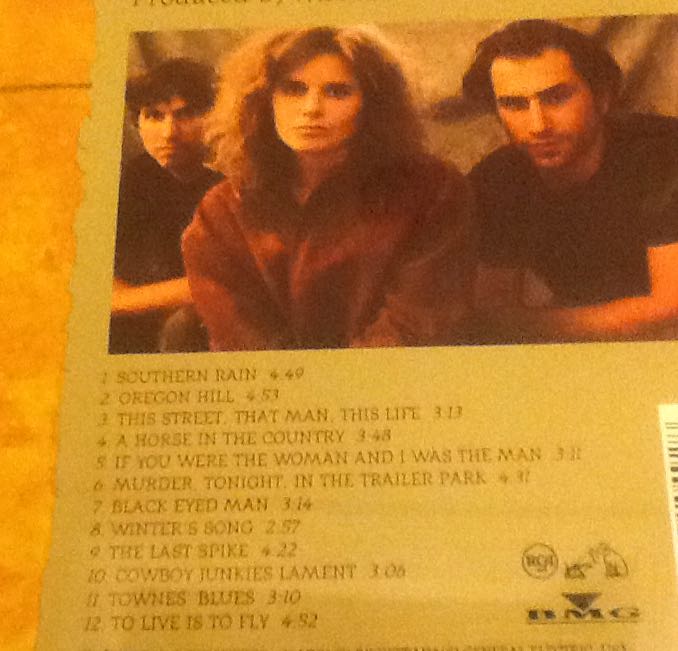 Produced by
1 SOUTHERN RAIN 4:49
2 OREGON HILL 4:53
3 THIS STREET, THAT MAN, THIS LIFE 3:13
4 A HORSE IN THE COUNTRY 3:48
5 IF YOU WERE THE WOMAN AND I WAS THE MAN 3:11
6 MURDER, TONIGHT, IN THE TRAILER PARK 4:31
7 BLACK EYED MAN 3:14
8 WINTER'S SONG 2:57
9 THE LAST SPIKE 4:22
10 COWBOY JUNKIES LAMENT 3:06
11 TOWNES' BLUES 3:10
12 TO LIVE IS TO FLY 4:52
RCA
BMG